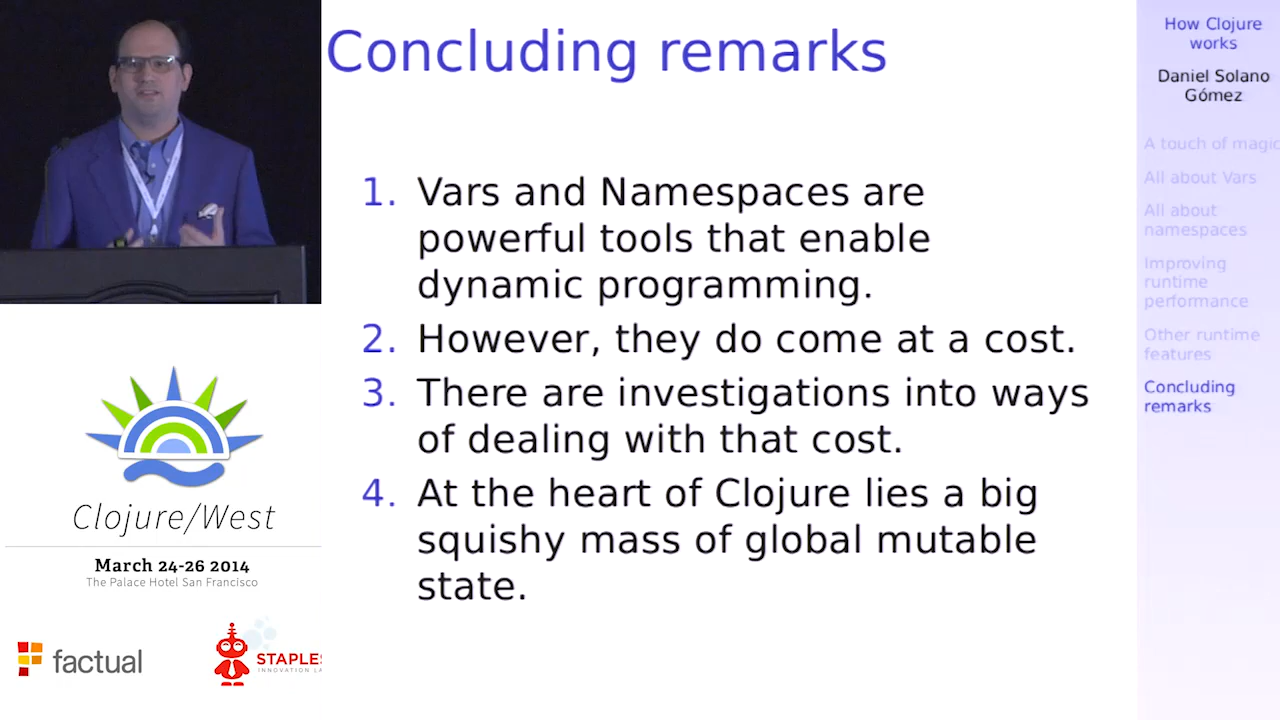 Concluding remarks
1. Vars and Namespaces are
powerful tools that enable
dynamic programming.
2. However, they do come at a cost.
3. There are investigations into ways
of dealing with that cost.
4. At the heart of Clojure lies a big
squishy mass of global mutable
state.
How Clojure
works
Daniel Solano
Gómez
A touch of magic
All about Vars
All about
namespaces
Improving
runtime
performance
Other runtime
features
Concluding
remarks
Clojure/West
March 24-26 2014
The Palace Hotel San Francisco
factual
STAPLES
INNOVATION LA